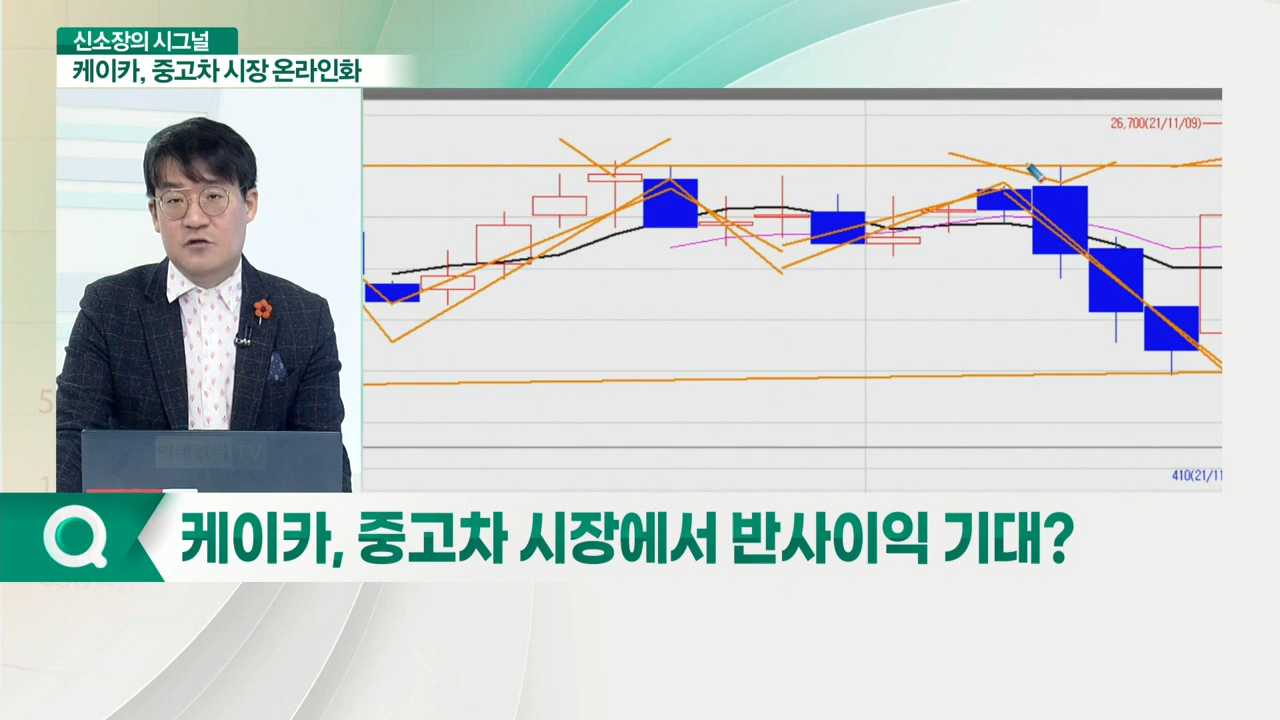 신소장의 시그널
케이카, 중고차 시장 온라인화
26,700(21/11/09)
410(21/11
케이카, 중고차 시장에서 반사이익 기대?